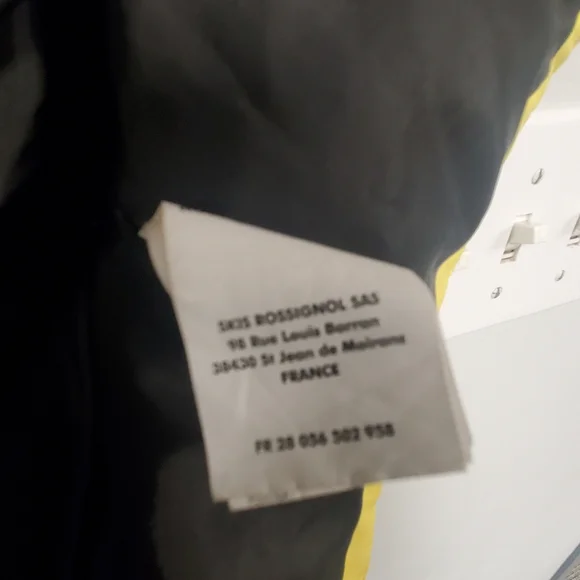 SKIS ROSSIGNOL SAS
98 Rue Louis Barran
38430 St Jean de Moirans
FRANCE
FR 28 056 502 958